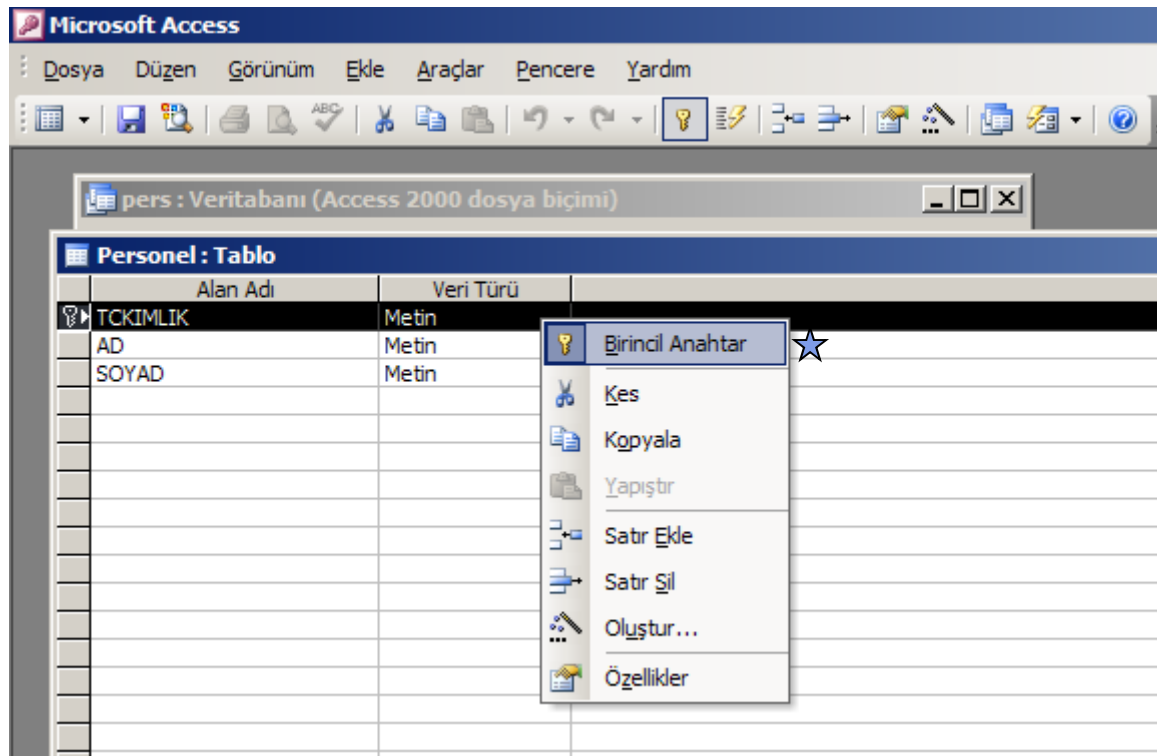 Microsoft Access
Dosya Düzen Görünüm Ekle Araçlar Pencere Yardım
ABC
pers : Veritabanı (Access 2000 dosya biçimi)
Personel : Tablo
Alan Adı Veri Türü
TCKIMLIK Metin
AD Metin
SOYAD Metin
Birincil Anahtar
Kes
Kopyala
Yapıştır
Satır Ekle
Satır Sil
Oluştur...
Özellikler